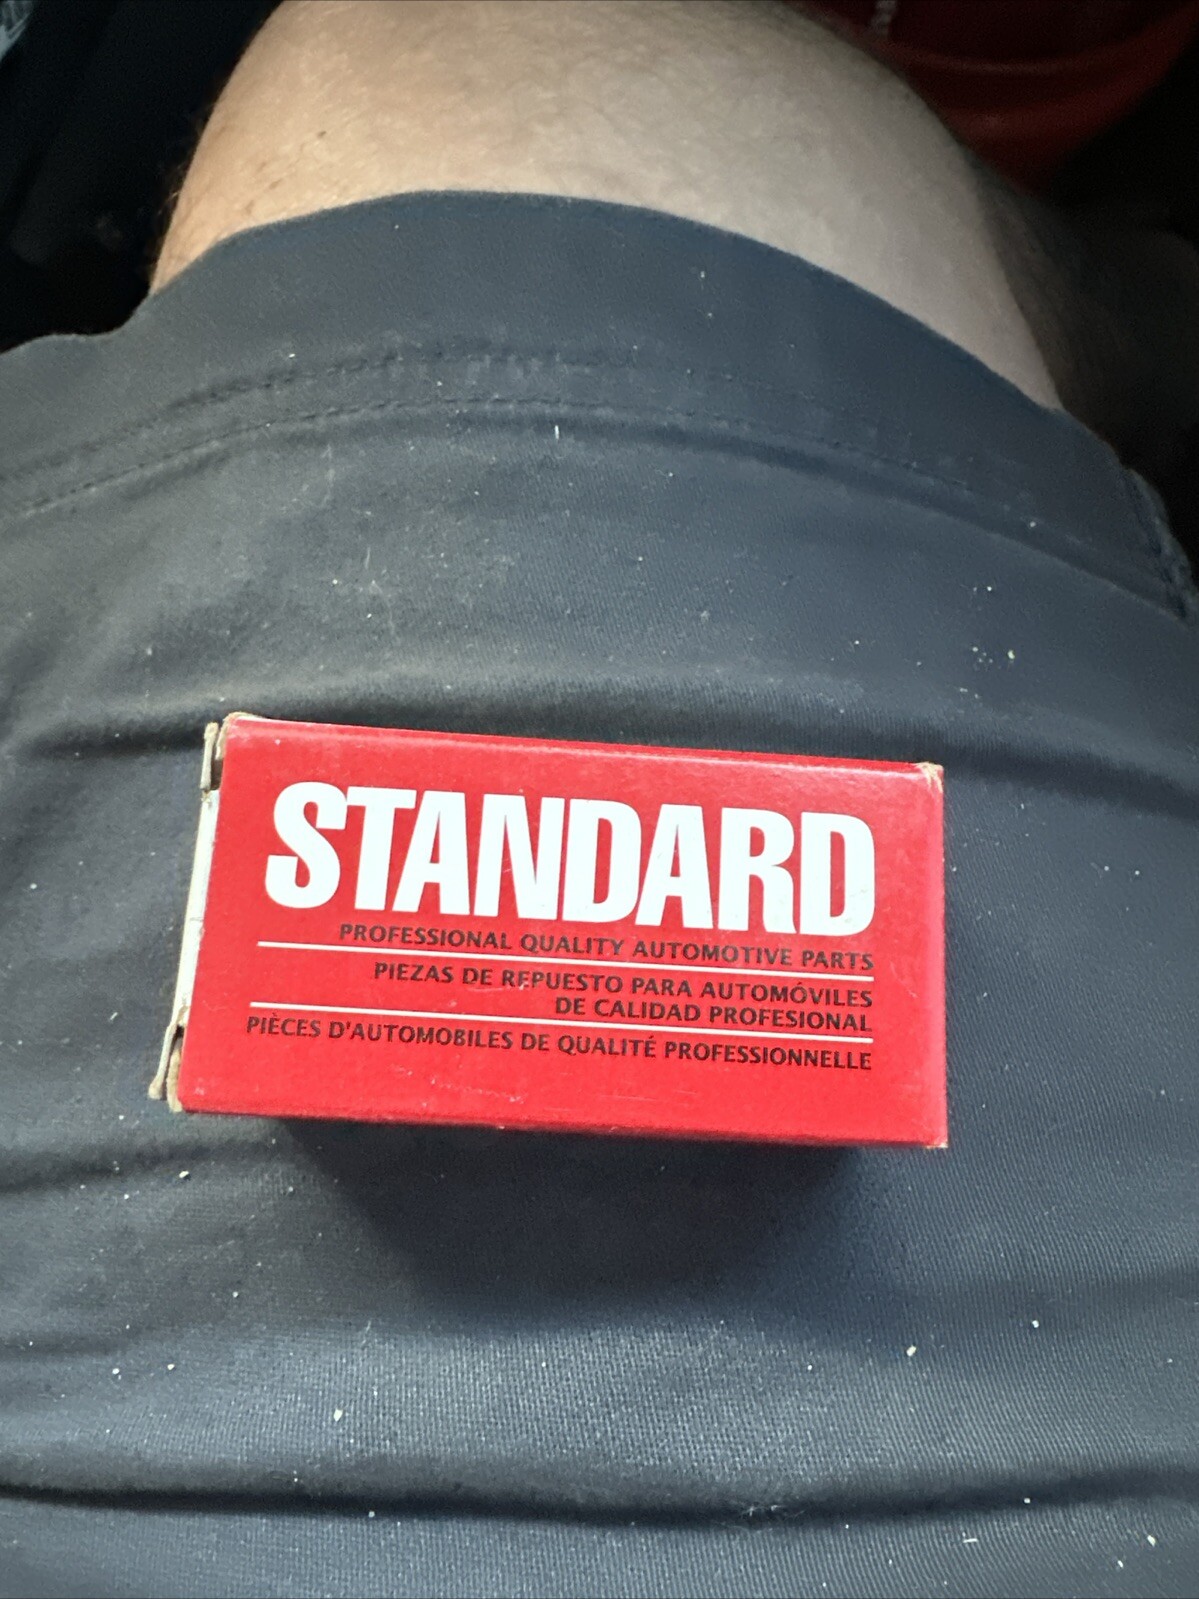 STANDARD
PROFESSIONAL QUALITY AUTOMOTIVE PARTS
PIEZAS DE REPUESTO PARA AUTOMÓVILES
DE CALIDAD PROFESIONAL
PIÈCES D'AUTOMOBILES DE QUALITÉ PROFESSIONNELLE